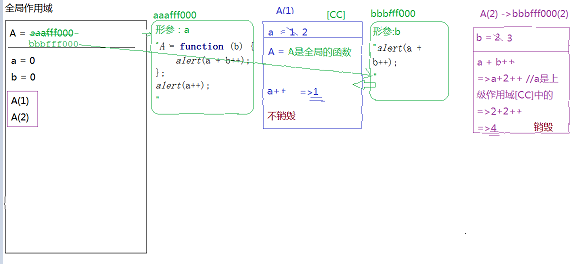 全局作用域
A = aaafff000
bbbfff000
a = 0
b = 0
A(1)
A(2)
aaafff000
形参：a
"A = function (b) {
alert(a + b++);
};
alert(a++);
"
A(1) [CC]
a = 1、2
A = A是全局的函数
a++ =>1
不销毁
bbbfff000
形参:b
"alert(a +
b++);
"
A(2) ->bbbfff000(2)
b = 2、3
a + b++
=>a+2++ //a是上
级作用域[CC]中的
=>2+2++
=>4 销毁